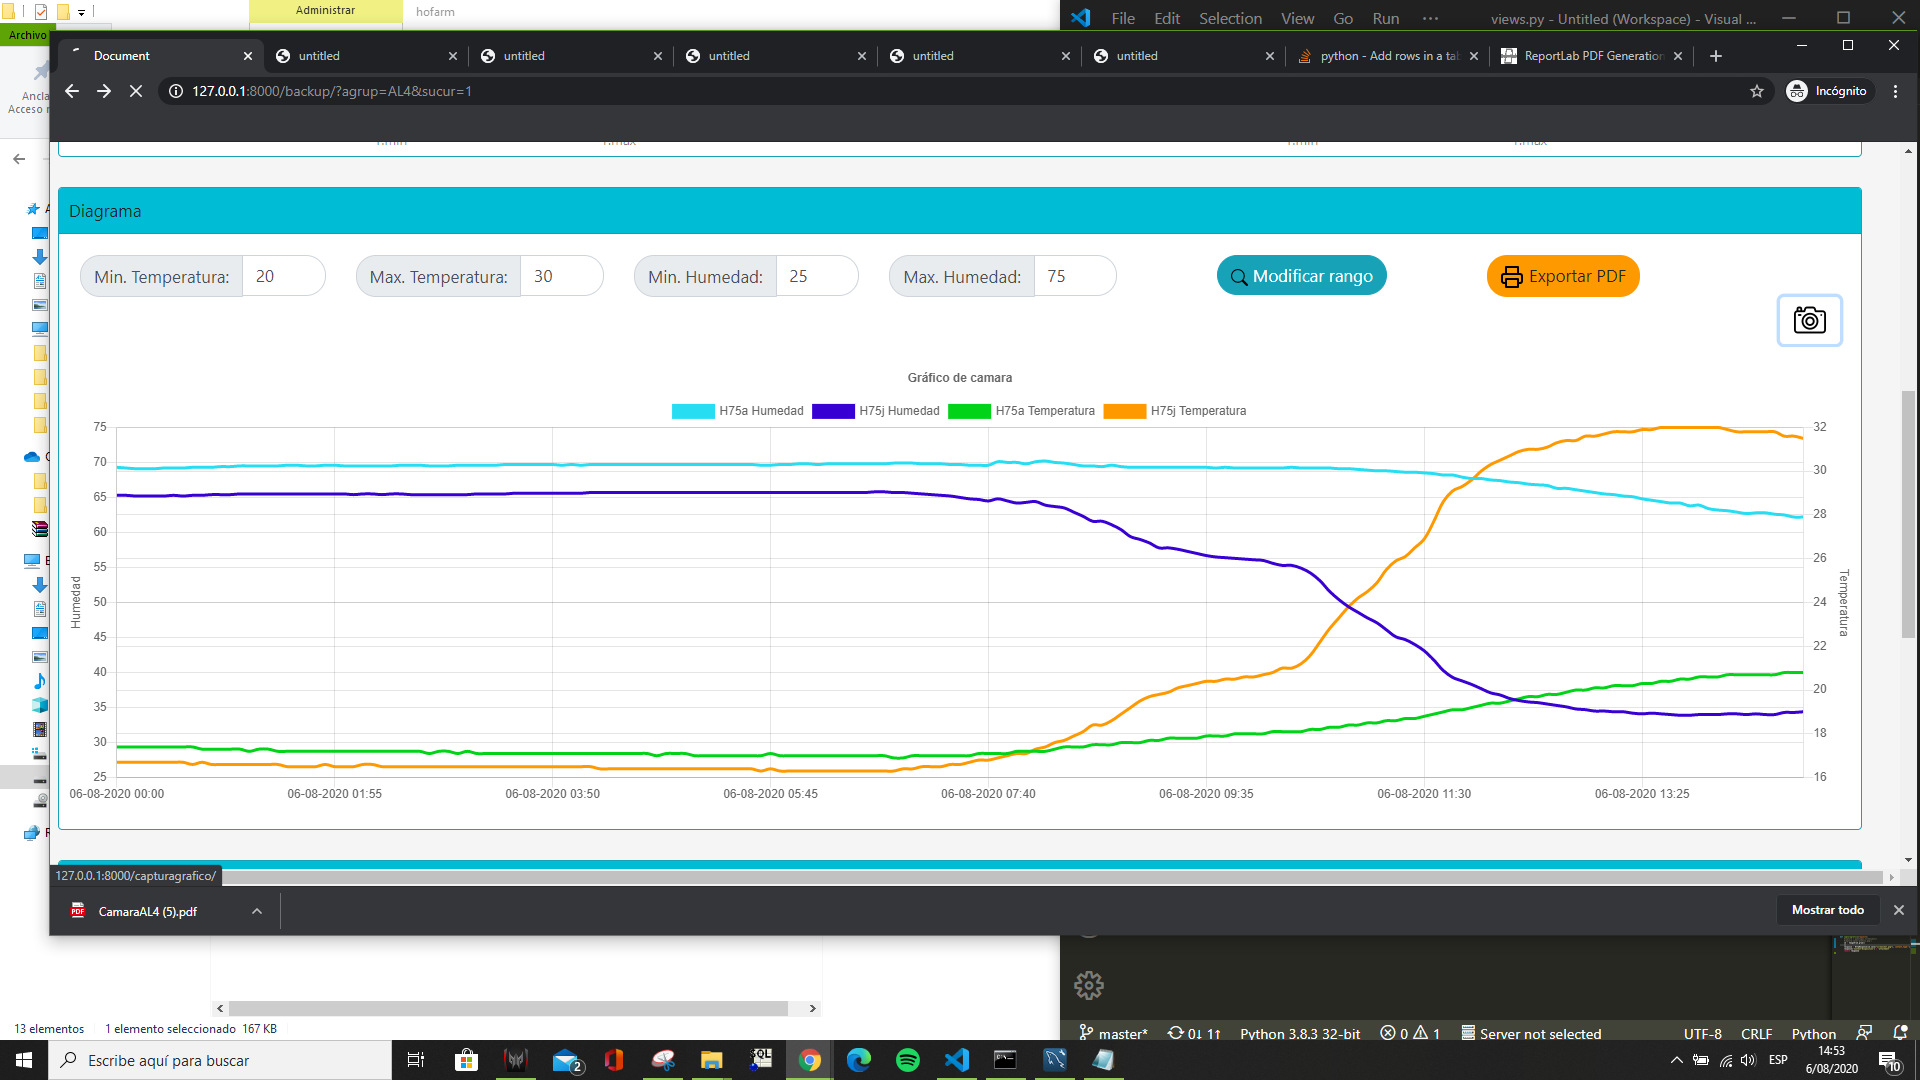 Administrar
hofarm
File Edit Selection View Go Run ··· views.py - Untitled (Workspace) - Visual ...
Archivo
Document
untitled
untitled
untitled
untitled
untitled
python - Add rows in a tab
ReportLab PDF Generation
Ancla
Acceso r
127.0.0.1:8000/backup/?agrup=AL4&sucur=1
Incógnito
Diagrama
Min. Temperatura: 20
Max. Temperatura: 30
Min. Humedad: 25
Max. Humedad: 75
Modificar rango
Exportar PDF
Gráfico de camara
H75a Humedad H75j Humedad H75a Temperatura H75j Temperatura
Humedad
75
70
65
60
55
50
45
40
35
30
25
32
30
28
26
24
22
20
18
16
Temperatura
06-08-2020 00:00 06-08-2020 01:55 06-08-2020 03:50 06-08-2020 05:45 06-08-2020 07:40 06-08-2020 09:35 06-08-2020 11:30 06-08-2020 13:25
127.0.0.1:8000/capturagrafico/
CamaraAL4 (5).pdf
Mostrar todo
13 elementos 1 elemento seleccionado 167 KB
master* 0↓ 1↑ Python 3.8.3 32-bit 0 1 Server not selected UTF-8 CRLF Python
Escribe aquí para buscar
2
SQL
ESP
14:53
6/08/2020
10